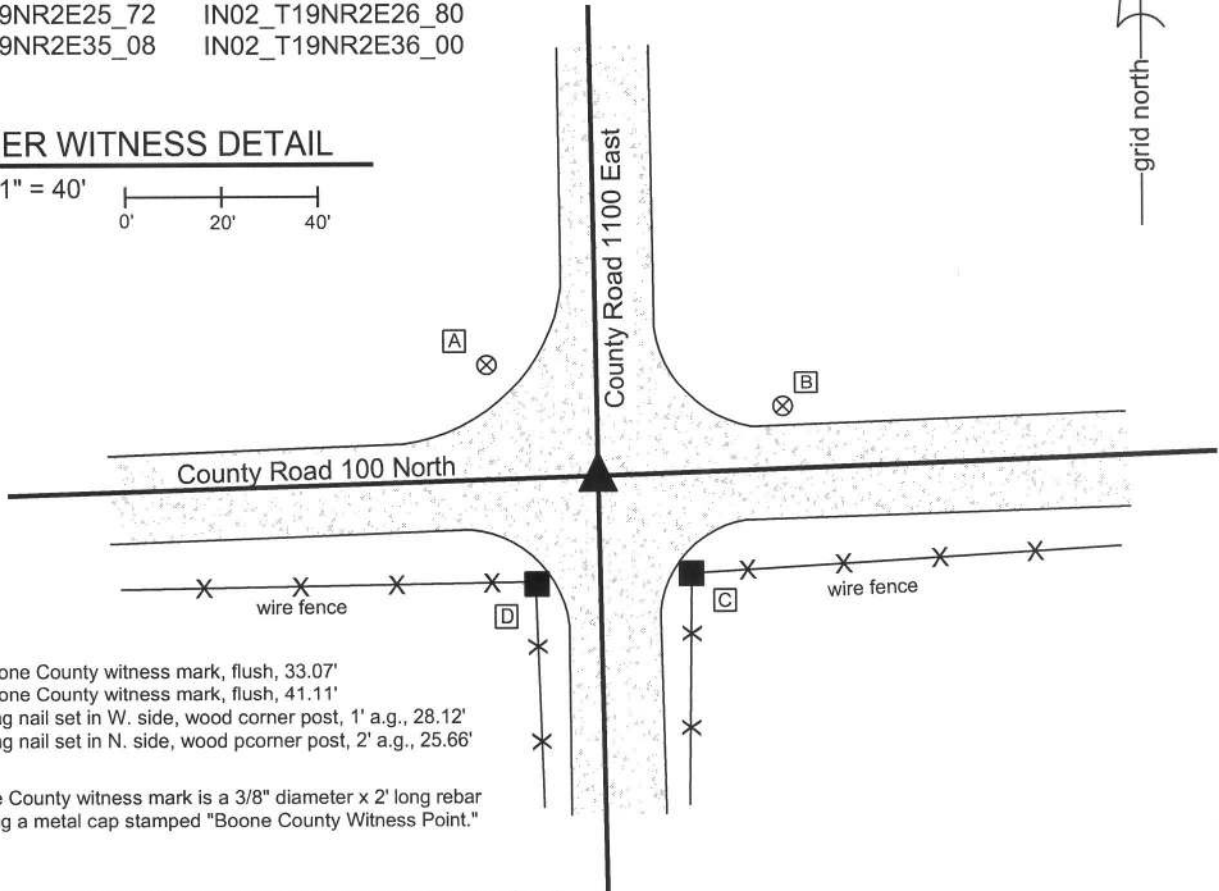 9NR2E25_72 IN02_T19NR2E26_80
9NR2E35_08 IN02_T19NR2E36_00
ER WITNESS DETAIL
1" = 40'
0' 20' 40'
grid north
County Road 1100 East
A
B
County Road 100 North
wire fence
D
C
wire fence
one County witness mark, flush, 33.07'
one County witness mark, flush, 41.11'
ag nail set in W. side, wood corner post, 1' a.g., 28.12'
ag nail set in N. side, wood pcorner post, 2' a.g., 25.66'
e County witness mark is a 3/8" diameter x 2' long rebar
g a metal cap stamped "Boone County Witness Point."